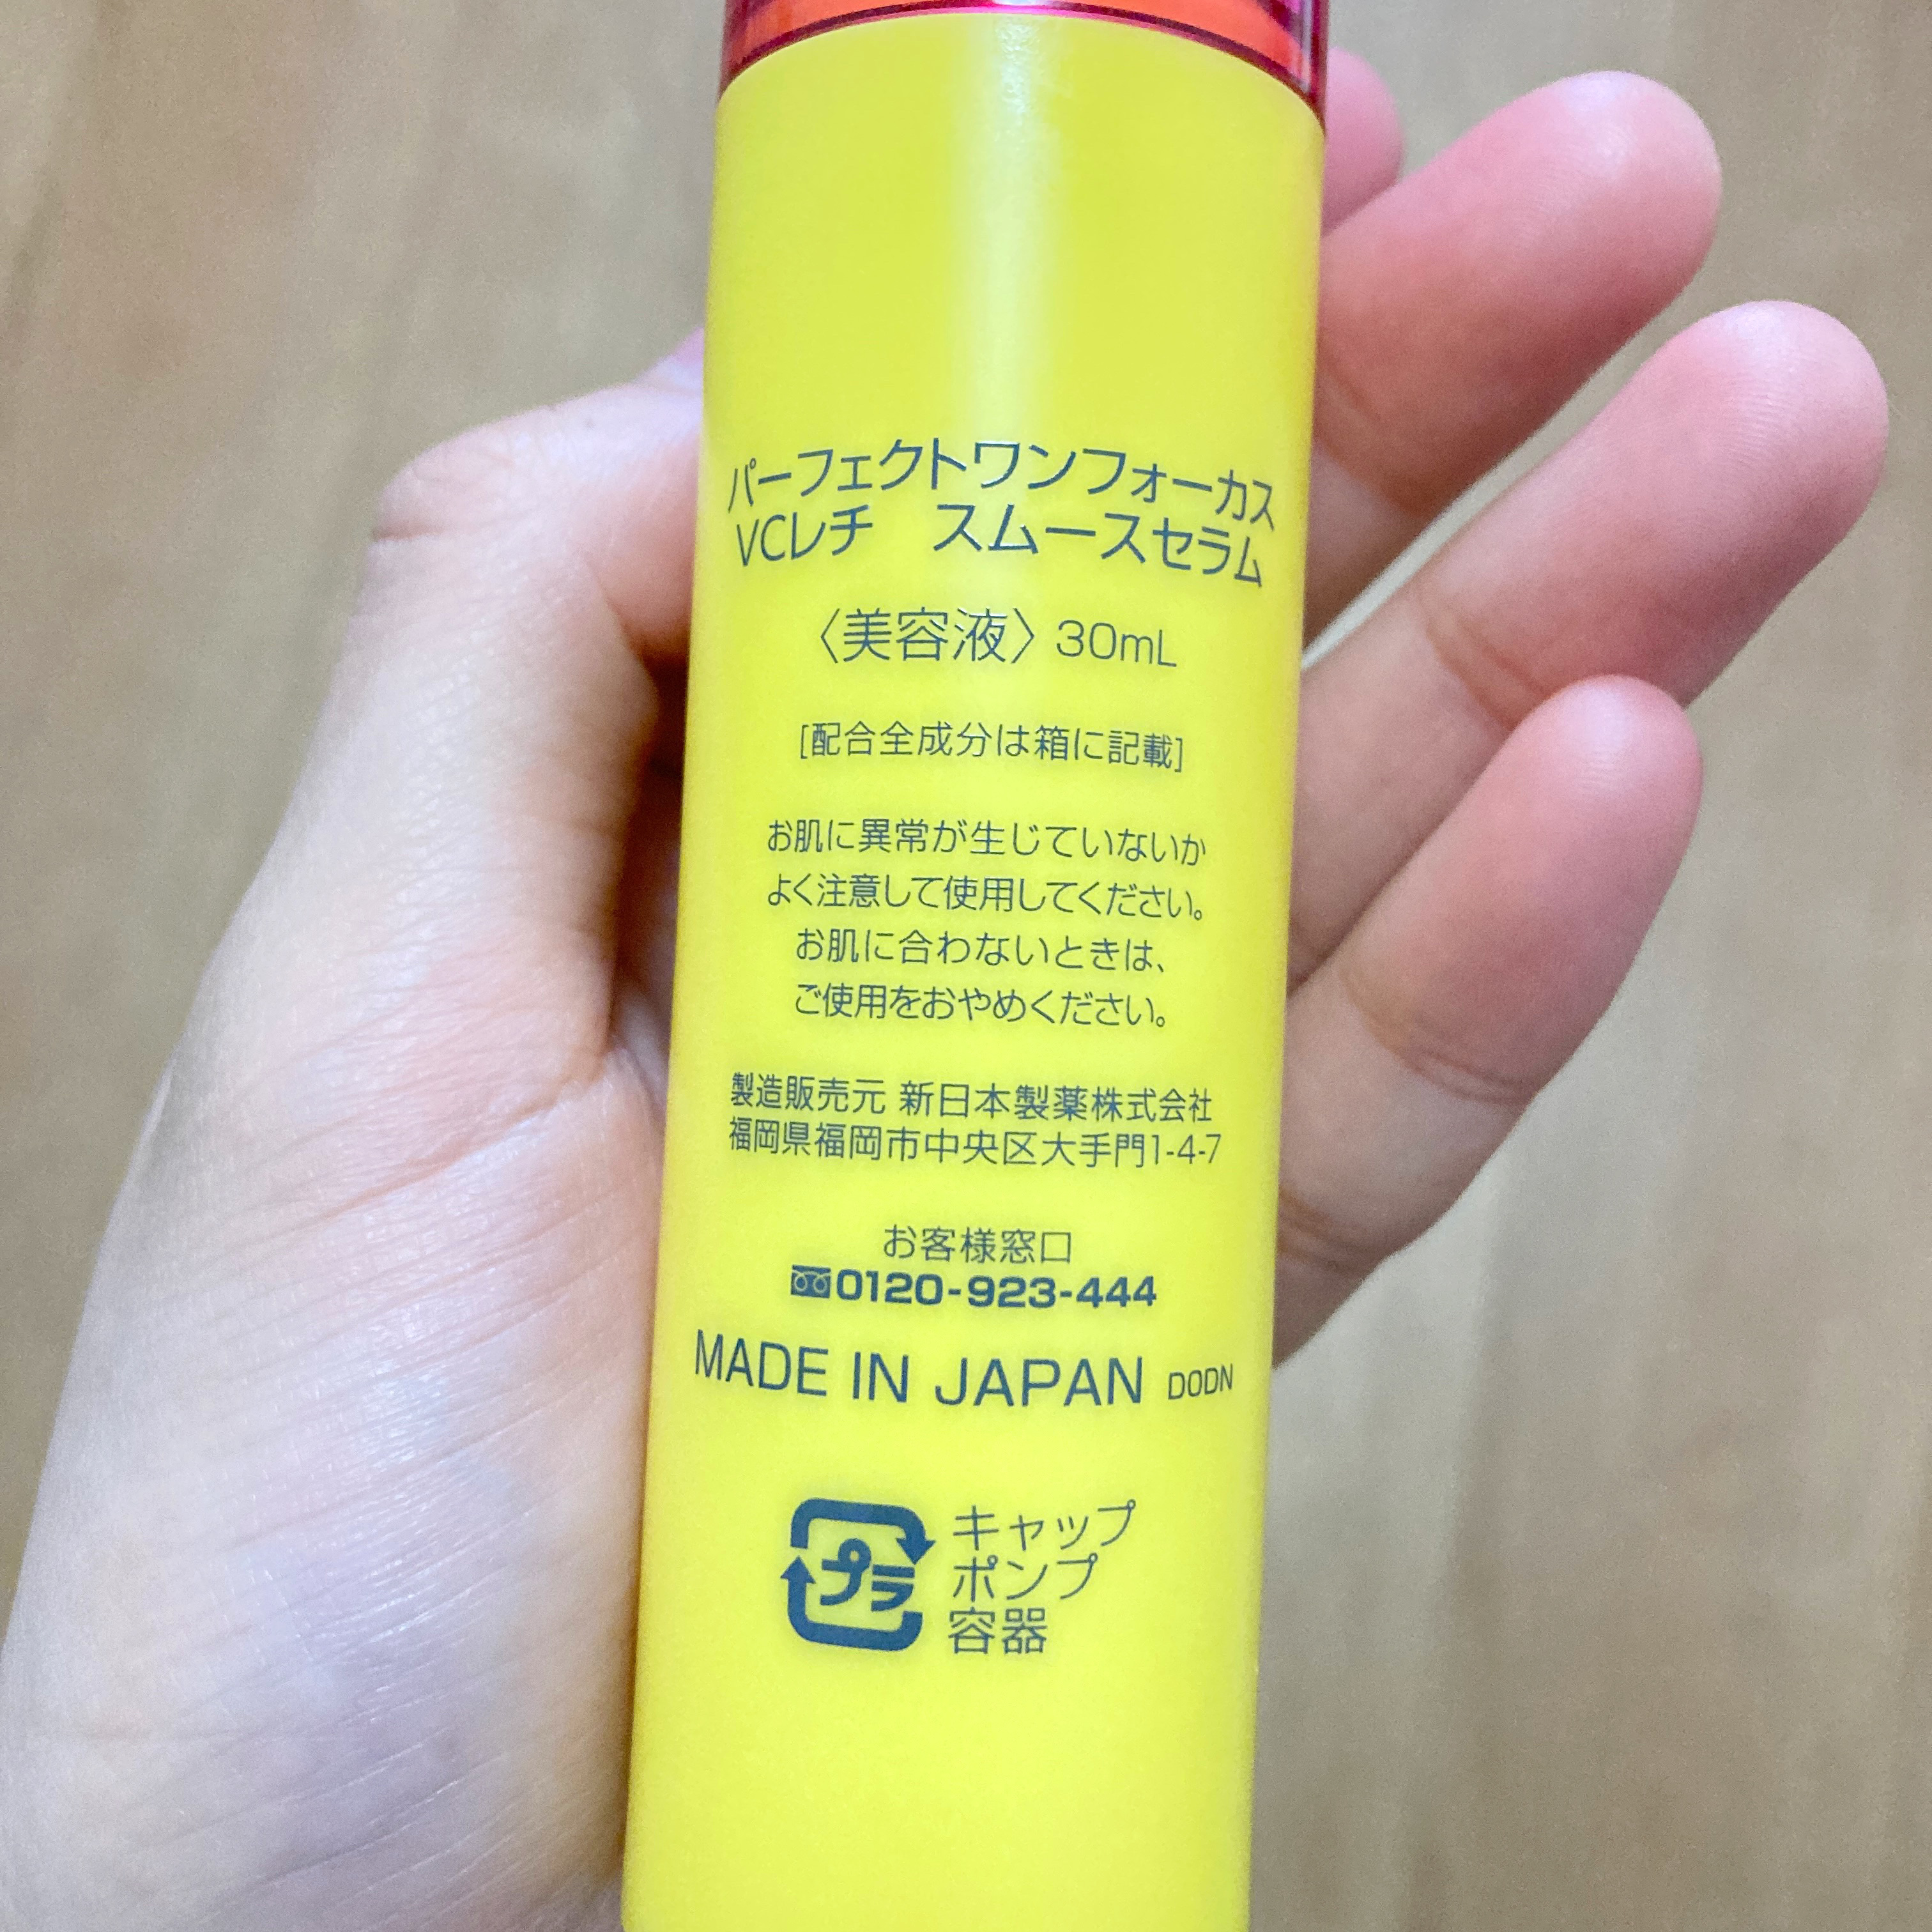 パーフェクトワンフォーカス
VCレチ　スムースセラム
〈美容液〉30mL
[配合全成分は箱に記載]
お肌に異常が生じていないか
よく注意して使用してください。
お肌に合わないときは、
ご使用をおやめください。
製造販売元 新日本製薬株式会社
福岡県福岡市中央区大手門1-4-7
お客様窓口
0120-923-444
MADE IN JAPAN DODN
プラ
キャップ
ポンプ
容器